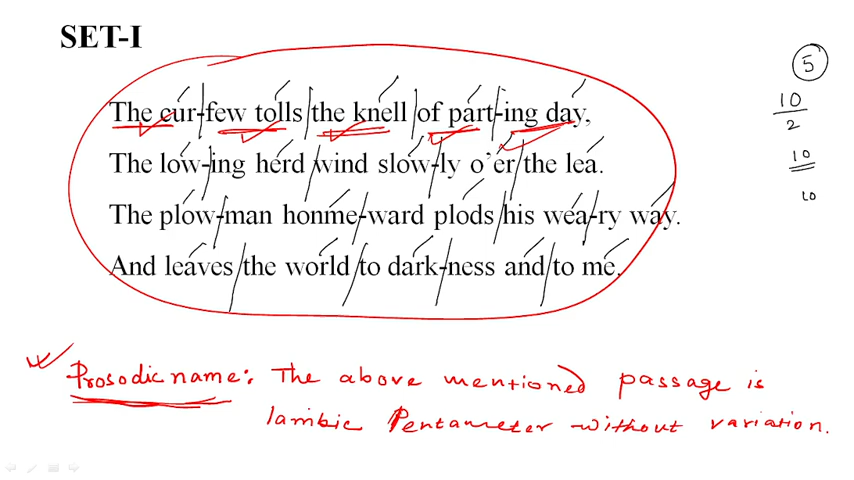 SET-I
5
The cur-few tolls the knell of part-ing day,
10
2
The low-ing herd wind slow-ly o'er the lea.
10
The plow-man honme-ward plods his wea-ry way.
10
And leaves the world to dark-ness and to me,
Prosodic name: The above mentioned passage is
Iambic Pentameter without variation.